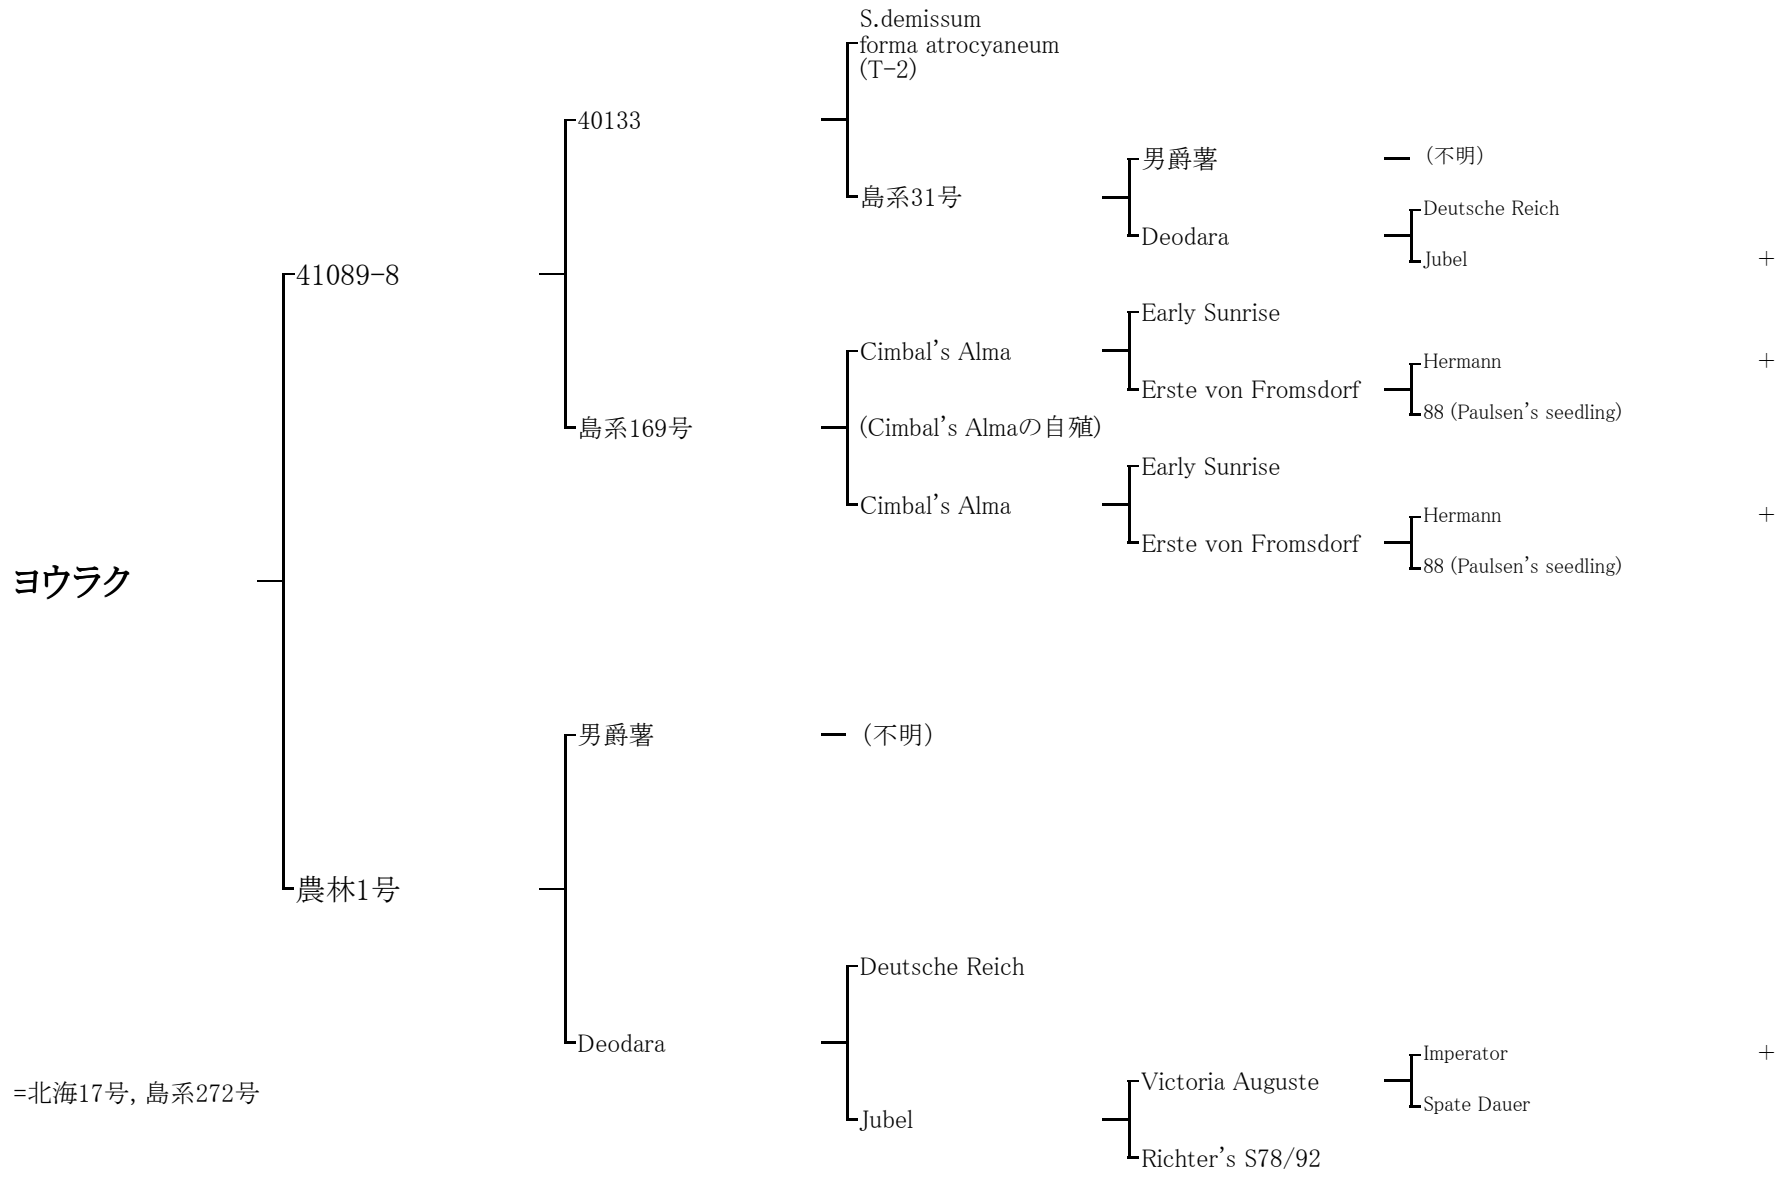 S.demissum
forma atrocyaneum
(T-2)
40133
男爵薯
（不明）
島系31号
Deutsche Reich
Deodara
Jubel
+
41089-8
Early Sunrise
Cimbal's Alma
Hermann
+
Erste von Fromsdorf
88 (Paulsen's seedling)
島系169号
(Cimbal's Almaの自殖)
Early Sunrise
Cimbal's Alma
Hermann
+
Erste von Fromsdorf
88 (Paulsen's seedling)
ヨウラク
男爵薯
（不明）
農林1号
Deutsche Reich
Deodara
Imperator
+
Victoria Auguste
=北海17号, 島系272号
Spate Dauer
Jubel
Richter's S78/92